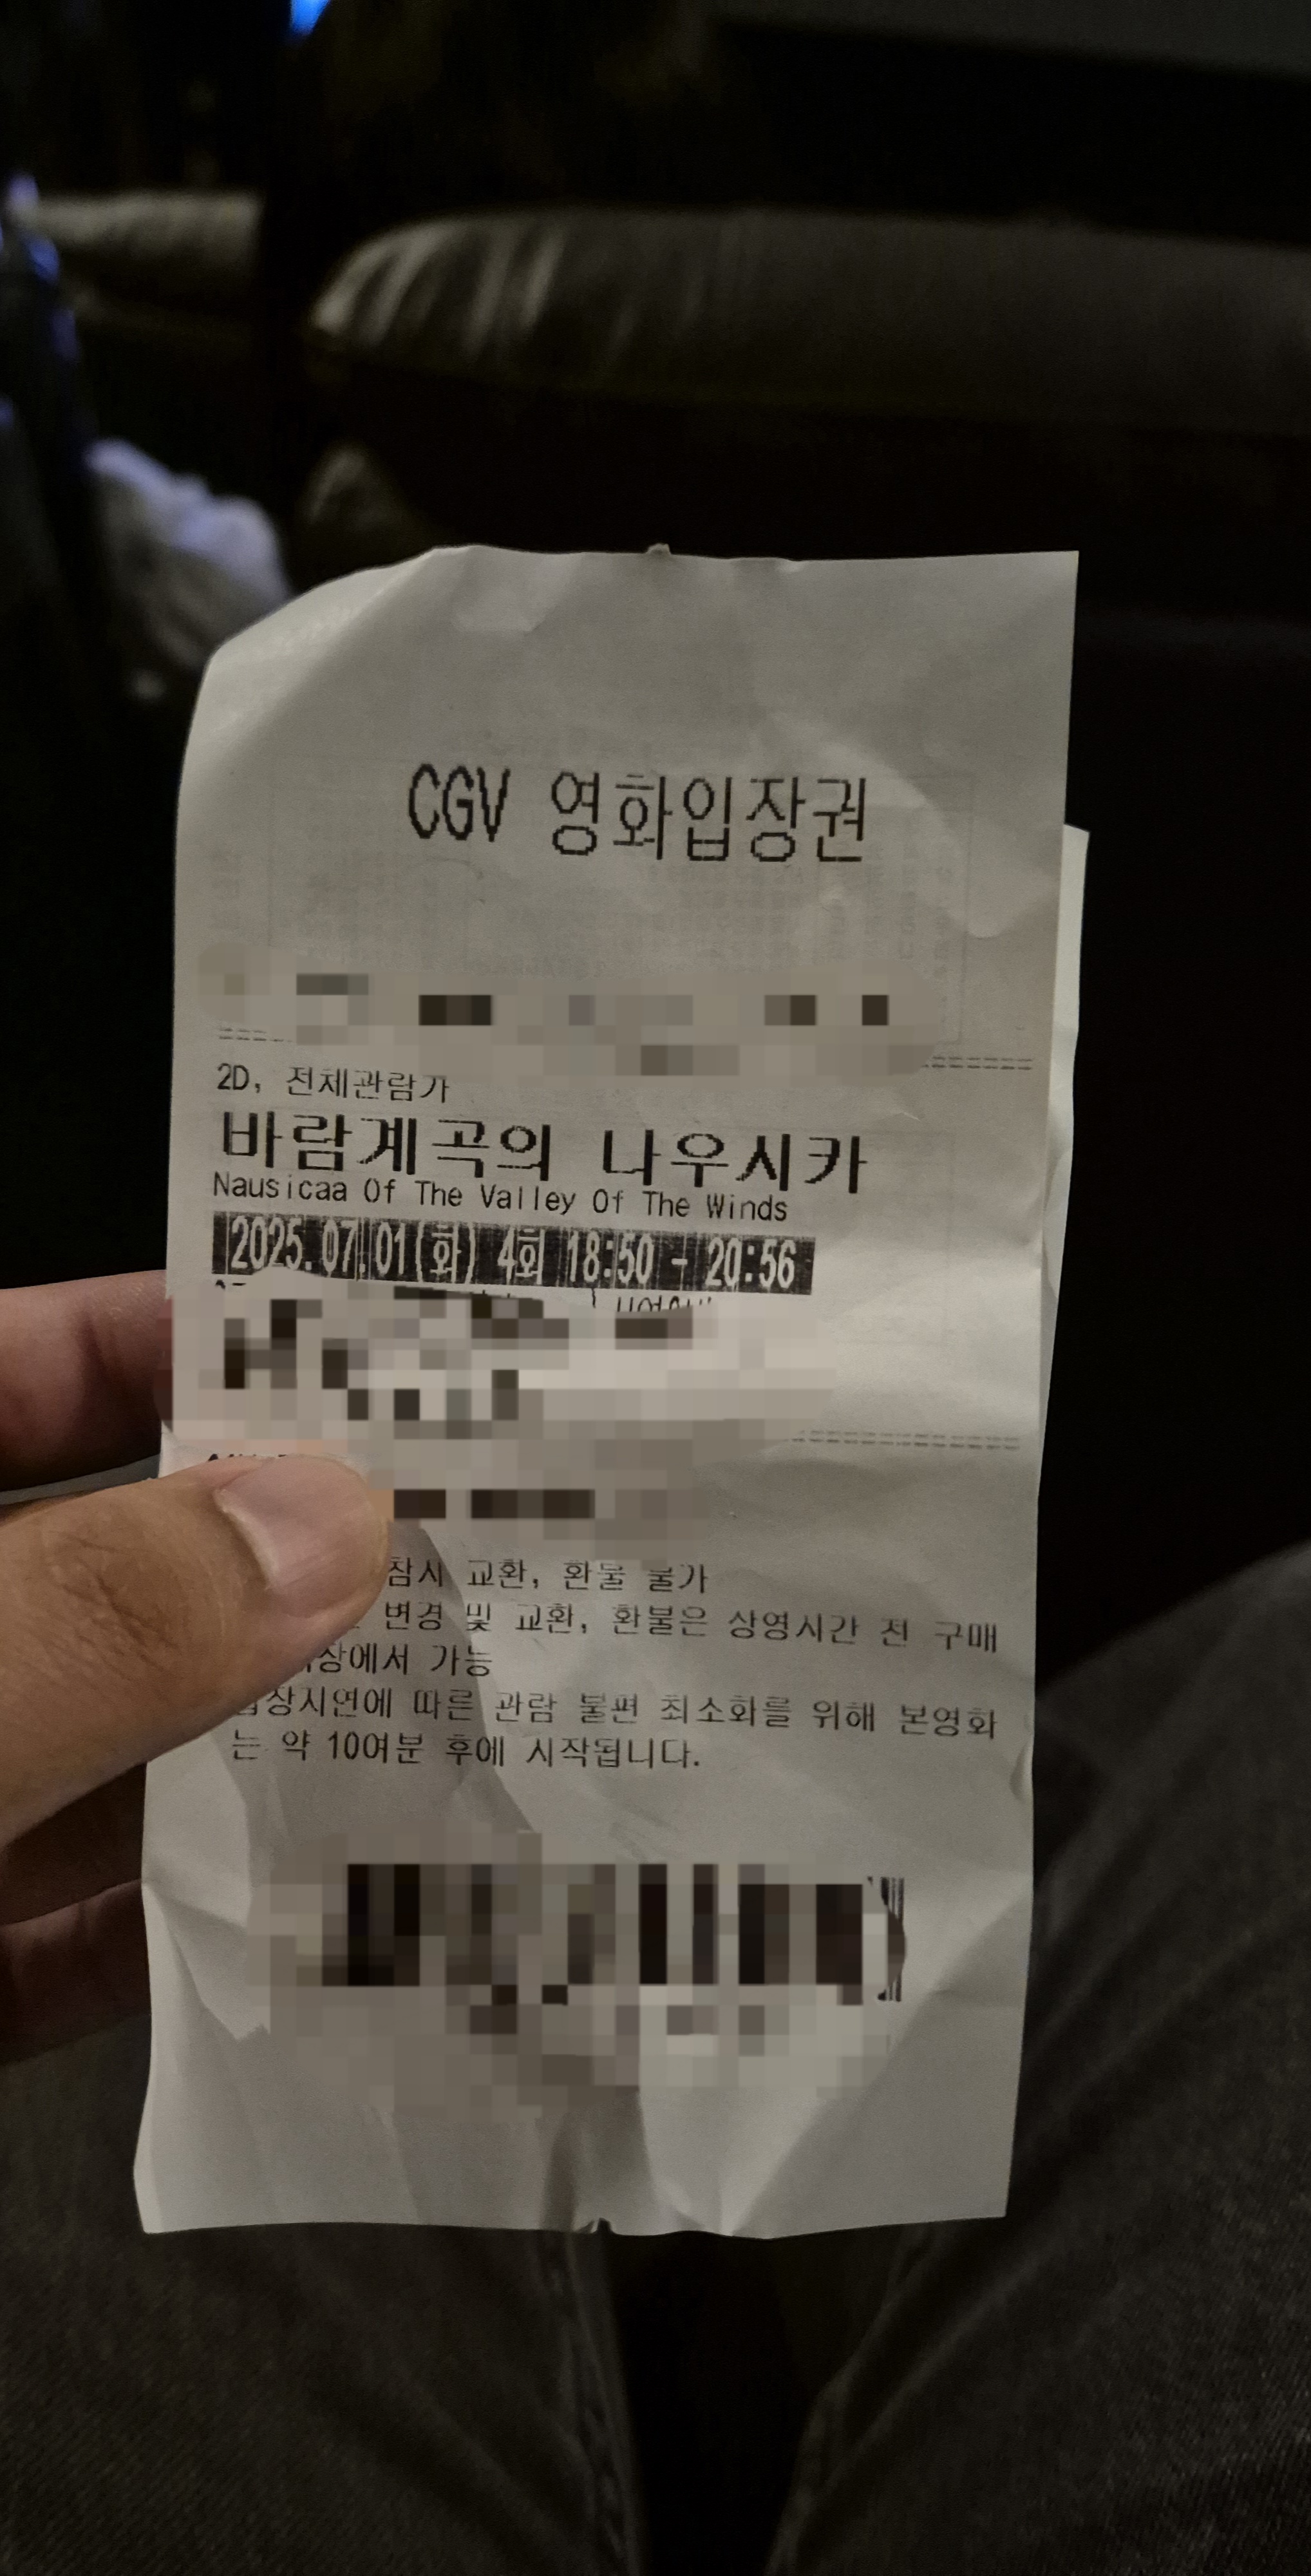 CGV 영화입장권
2D, 전체관람가
바람계곡의 나우시카
Nausicaa Of The Valley Of The Winds
2025.07.01(화) 4회 18:50 - 20:56
참시 교환, 환불 불가
변경 및 교환, 환불은 상영시간 전 구매
장에서 가능
입장지연에 따른 관람 불편 최소화를 위해 본영화
는 약 10여분 후에 시작됩니다.